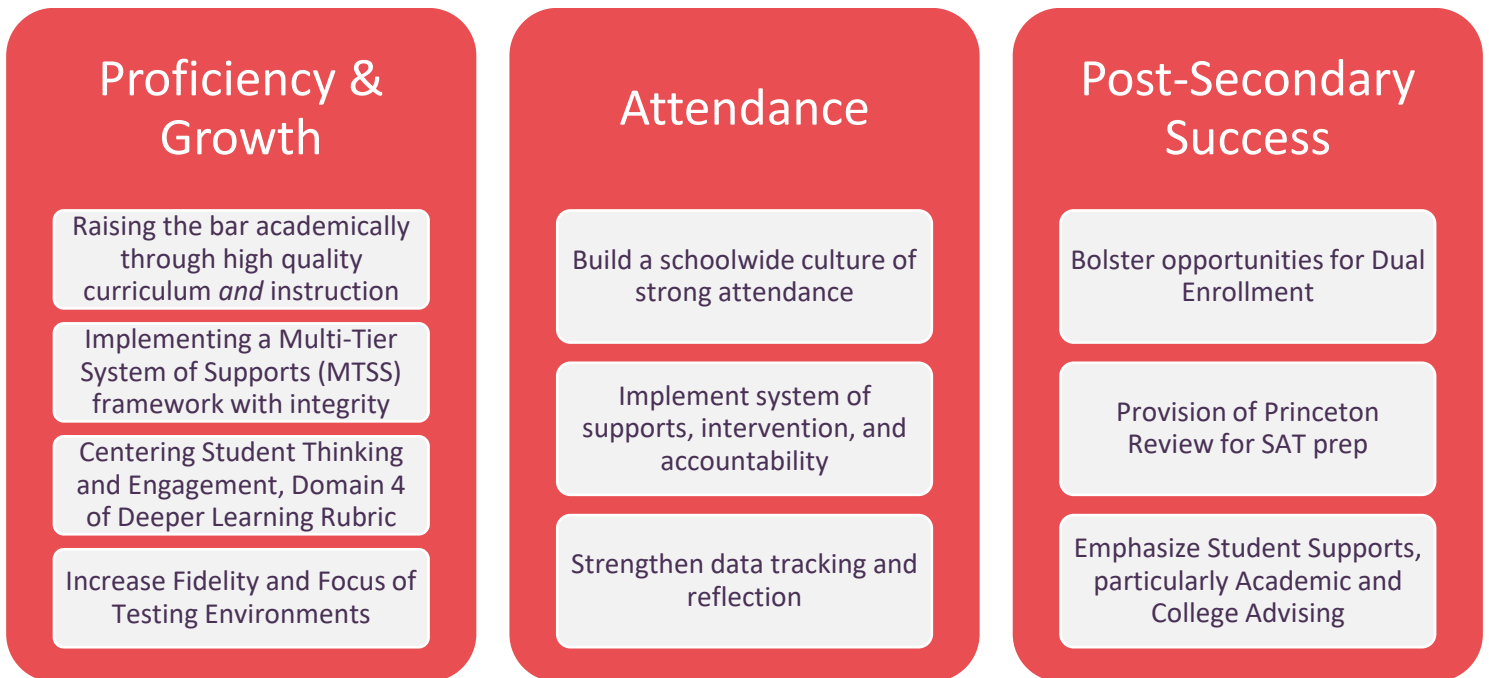 Proficiency &
Growth
Raising the bar academically
through high quality
curriculum and instruction
Implementing a Multi-Tier
System of Supports (MTSS)
framework with integrity
Centering Student Thinking
and Engagement, Domain 4
of Deeper Learning Rubric
Increase Fidelity and Focus of
Testing Environments
Attendance
Build a schoolwide culture of
strong attendance
Implement system of
supports, intervention, and
accountability
Strengthen data tracking and
reflection
Post-Secondary
Success
Bolster opportunities for Dual
Enrollment
Provision of Princeton
Review for SAT prep
Emphasize Student Supports,
particularly Academic and
College Advising